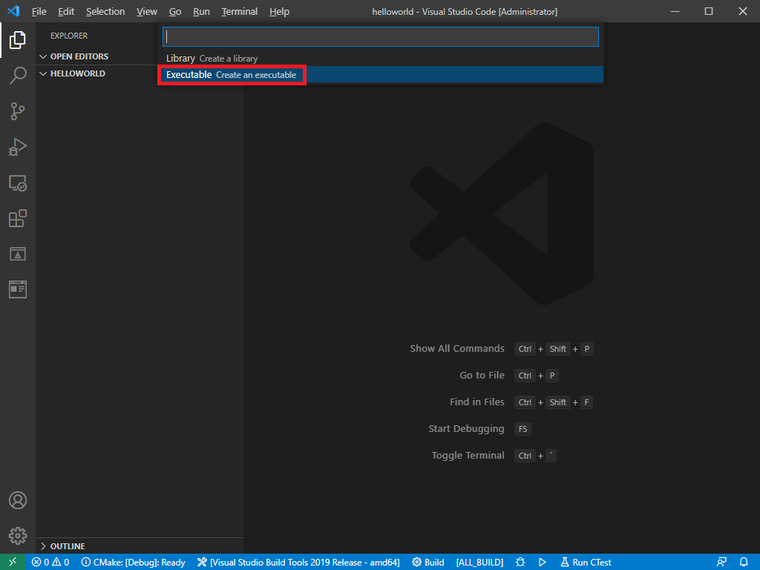 File Edit Selection View Go Run Terminal Help helloworld - Visual Studio Code [Administrator]
EXPLORER
Library Create a library
OPEN EDITORS
Executable Create an executable
HELLOWORLD
Show All Commands Ctrl + Shift + P
Go to File Ctrl + P
Find in Files Ctrl + Shift + F
Start Debugging F5
Toggle Terminal Ctrl + `
OUTLINE
0 0 CMake: [Debug]: Ready [Visual Studio Build Tools 2019 Release - amd64] Build [ALL_BUILD] Run CTest